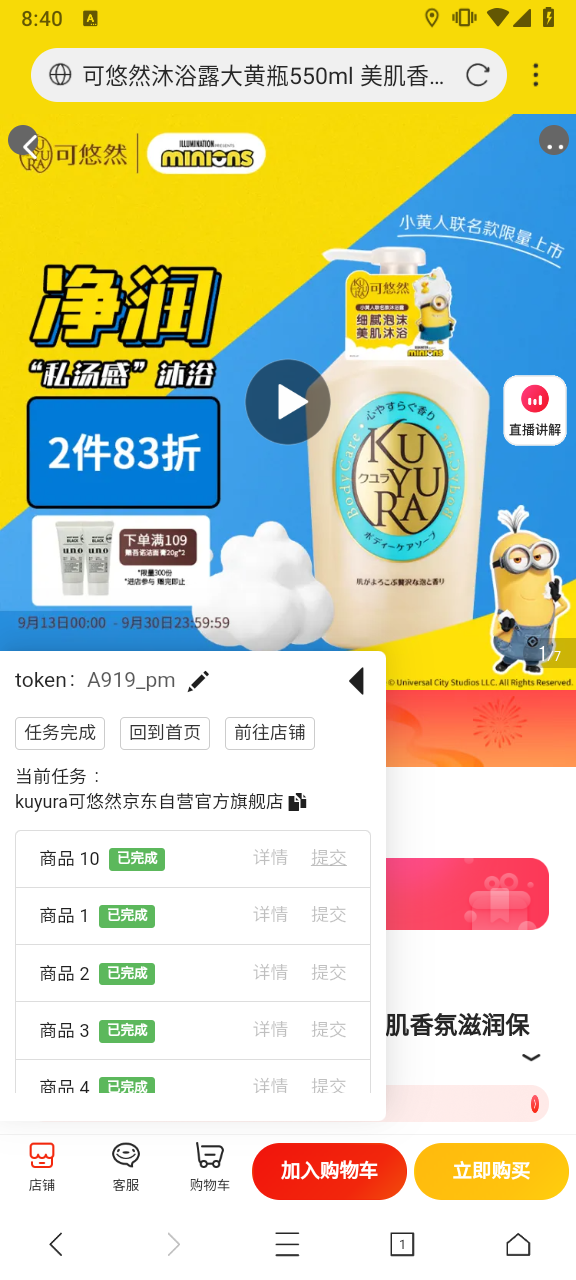 8:40
A
可悠然沐浴露大黄瓶550ml 美肌香…
KUYURA
可悠然
ILLUMINATION PRESENTS
minions
小黄人联名款限量上市
净润
“私汤感”沐浴
2件83折
可悠然
小黄人联名款沐浴露
细腻泡沫
美肌沐浴
minions
心やすらぐ香り
BodyCare
KUYURA
クユラ
ボディーケアソープ
肌がよろこぶ贅沢な泡と香り
直播讲解
uno
uno
下单满109
赠吾诺洁面膏20g*2
*限量300份
*进店参与 赠完即止
9月13日00:00 - 9月30日23:59:59
1/7
© Universal City Studios LLC. All Rights Reserved.
token： A919_pm
任务完成
回到首页
前往店铺
当前任务：
kuyura可悠然京东自营官方旗舰店
商品 10 已完成 详情 提交
商品 1 已完成 详情 提交
商品 2 已完成 详情 提交
商品 3 已完成 详情 提交
商品 4 已完成 详情 提交
肌香氛滋润保
店铺
客服
购物车
加入购物车
立即购买
1